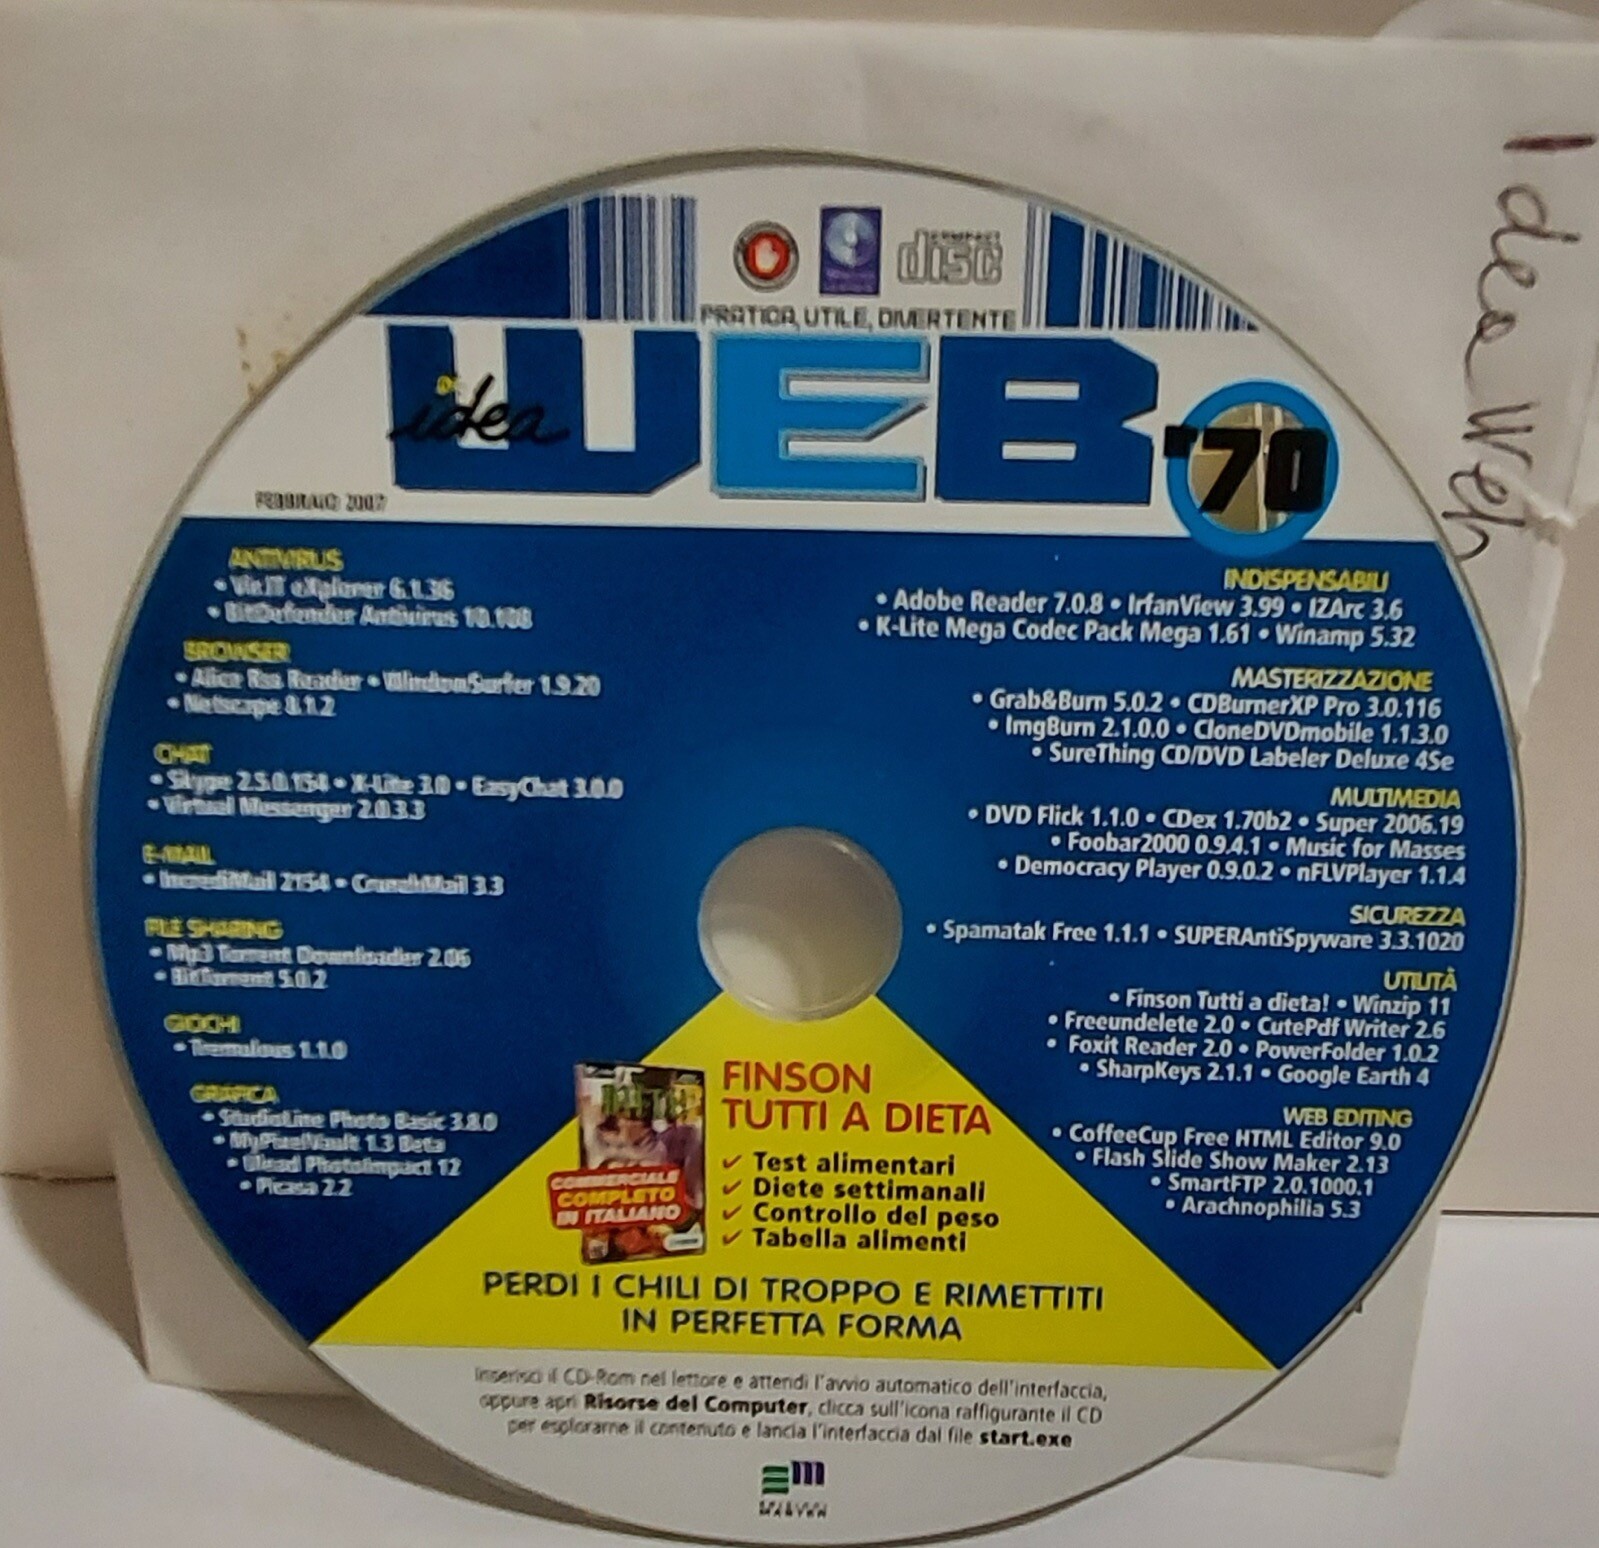 COMPACT
disc
PRATICA, UTILE, DIVERTENTE
idea
WEB
70
FEBBRAIO 2007
ANTIVIRUS
• Vir.IT eXplorer 6.1.36
• BitDefender Antivirus 10.108
BROWSER
• Alice Rss Reader • WindowSurfer 1.9.20
• Netscape 8.1.2
CHAT
• Skype 2.5.0.154 • X-Lite 3.0 • EasyChat 3.0.0
• Virtual Messenger 2.0.3.3
E-MAIL
• IncrediMail 2154 • CrunchMail 3.3
FILE SHARING
• Mp3 Torrent Downloader 2.06
• BitTorrent 5.0.2
GIOCHI
• Tremulous 1.1.0
GRAFICA
• StudioLine Photo Basic 3.8.0
• MyPixelVault 1.3 Beta
• Ulead PhotoImpact 12
• Picasa 2.2
INDISPENSABILI
• Adobe Reader 7.0.8 • IrfanView 3.99 • IZArc 3.6
• K-Lite Mega Codec Pack Mega 1.61 • Winamp 5.32
MASTERIZZAZIONE
• Grab&Burn 5.0.2 • CDBurnerXP Pro 3.0.116
• ImgBurn 2.1.0.0 • CloneDVDmobile 1.1.3.0
• SureThing CD/DVD Labeler Deluxe 4Se
MULTIMEDIA
• DVD Flick 1.1.0 • CDex 1.70b2 • Super 2006.19
• Foobar2000 0.9.4.1 • Music for Masses
• Democracy Player 0.9.0.2 • nFLVPlayer 1.1.4
SICUREZZA
• Spamatak Free 1.1.1 • SUPERAntiSpyware 3.3.1020
UTILITÀ
• Finson Tutti a dieta! • Winzip 11
• Freeundelete 2.0 • CutePdf Writer 2.6
• Foxit Reader 2.0 • PowerFolder 1.0.2
• SharpKeys 2.1.1 • Google Earth 4
WEB EDITING
• CoffeeCup Free HTML Editor 9.0
• Flash Slide Show Maker 2.13
• SmartFTP 2.0.1000.1
• Arachnophilia 5.3
FINSON
TUTTI A DIETA
✓ Test alimentari
✓ Diete settimanali
✓ Controllo del peso
✓ Tabella alimenti
COMMERCIALE
COMPLETO
IN ITALIANO
PERDI I CHILI DI TROPPO E RIMETTITI
IN PERFETTA FORMA
Inserisci il CD-Rom nel lettore e attendi l'avvio automatico dell'interfaccia,
oppure apri Risorse del Computer, clicca sull'icona raffigurante il CD
per esplorarne il contenuto e lancia l'interfaccia dal file start.exe
Idea Web